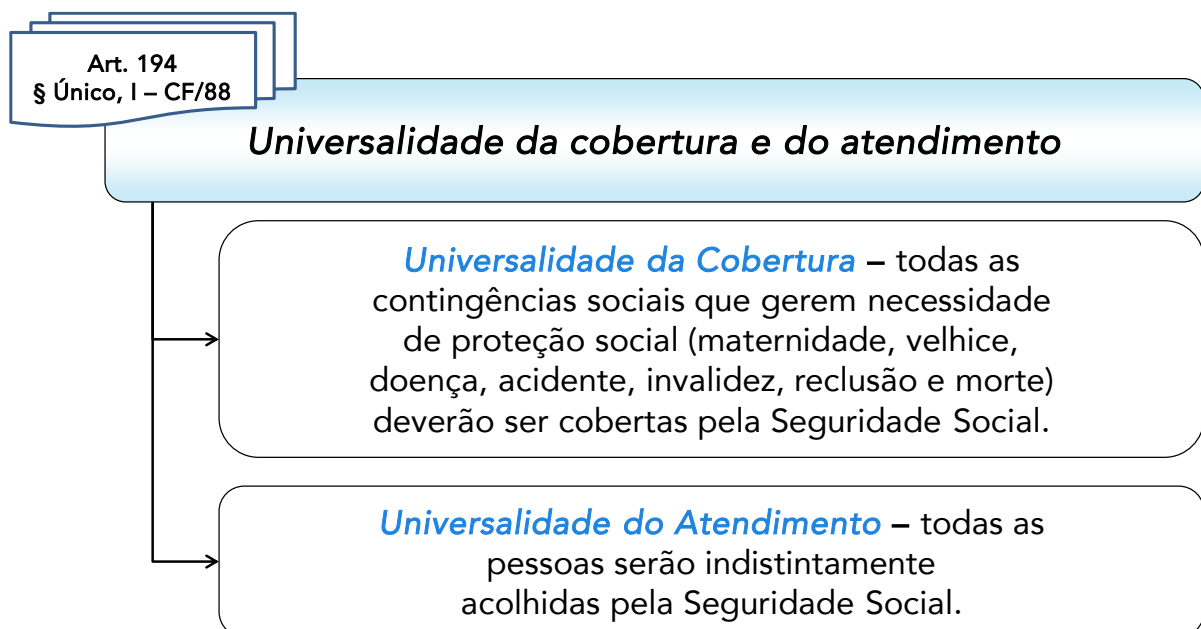 Art. 194
§ Único, I – CF/88
Universalidade da cobertura e do atendimento
Universalidade da Cobertura – todas as
contingências sociais que gerem necessidade
de proteção social (maternidade, velhice,
doença, acidente, invalidez, reclusão e morte)
deverão ser cobertas pela Seguridade Social.
Universalidade do Atendimento – todas as
pessoas serão indistintamente
acolhidas pela Seguridade Social.